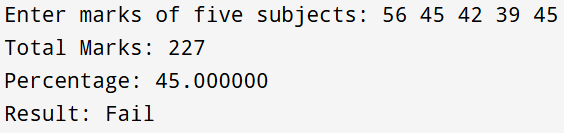 Enter marks of five subjects: 56 45 42 39 45
Total Marks: 227
Percentage: 45.000000
Result: Fail